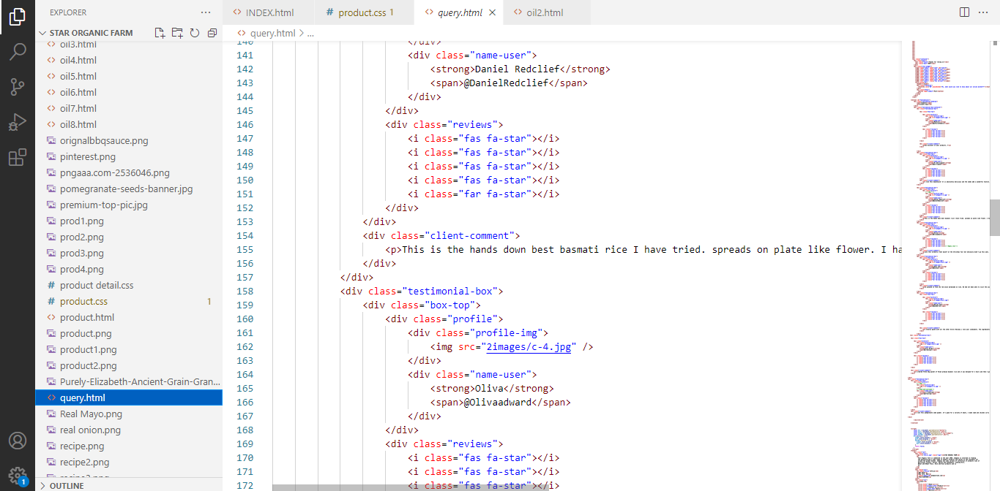 EXPLORER
STAR ORGANIC FARM
oil3.html
oil4.html
oil5.html
oil6.html
oil7.html
oil8.html
orignalbbqsauce.png
pinterest.png
pngaaa.com-2536046.png
pomegranate-seeds-banner.jpg
premium-top-pic.jpg
prod1.png
prod2.png
prod3.png
prod4.png
# product detail.css
# product.css 1
product.html
product.png
product1.png
product2.png
Purely-Elizabeth-Ancient-Grain-Gran...
query.html
Real Mayo.png
real onion.png
recipe.png
recipe2.png
OUTLINE
1
INDEX.html
# product.css 1
query.html
oil2.html
query.html > ...
140 </div>
141 <div class="name-user">
142 <strong>Daniel Redclief</strong>
143 <span>@DanielRedclief</span>
144 </div>
145 </div>
146 <div class="reviews">
147 <i class="fas fa-star"></i>
148 <i class="fas fa-star"></i>
149 <i class="fas fa-star"></i>
150 <i class="fas fa-star"></i>
151 <i class="far fa-star"></i>
152 </div>
153 </div>
154 <div class="client-comment">
155 <p>This is the hands down best basmati rice I have tried. spreads on plate like flower. I ha
156 </div>
157 </div>
158 <div class="testimonial-box">
159 <div class="box-top">
160 <div class="profile">
161 <div class="profile-img">
162 <img src="2images/c-4.jpg" />
163 </div>
164 <div class="name-user">
165 <strong>Oliva</strong>
166 <span>@Olivaadward</span>
167 </div>
168 </div>
169 <div class="reviews">
170 <i class="fas fa-star"></i>
171 <i class="fas fa-star"></i>
172 <i class="fas fa-star"></i>